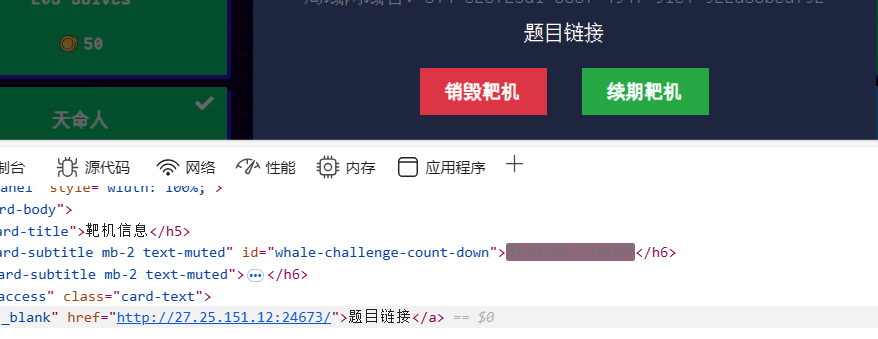 50
题目链接
销毁靶机 续期靶机
天命人
制台 源代码 网络 性能 内存 应用程序 +
anel" style="width: 100%;">
rd-body">
ard-title">靶机信息</h5>
ard-subtitle mb-2 text-muted" id="whale-challenge-count-down"></h6>
ard-subtitle mb-2 text-muted">…</h6>
access" class="card-text">
_blank" href="http://27.25.151.12:24673/">题目链接</a> == $0